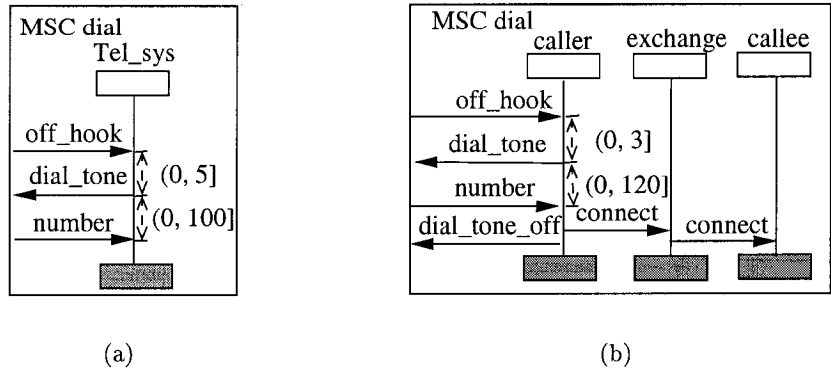 MSC dial
Tel_sys
off_hook
dial_tone
(0, 5]
number
(0, 100]
(a)
MSC dial
caller
exchange
callee
off_hook
dial_tone
(0, 3]
number
(0, 120]
connect
dial_tone_off
connect
(b)